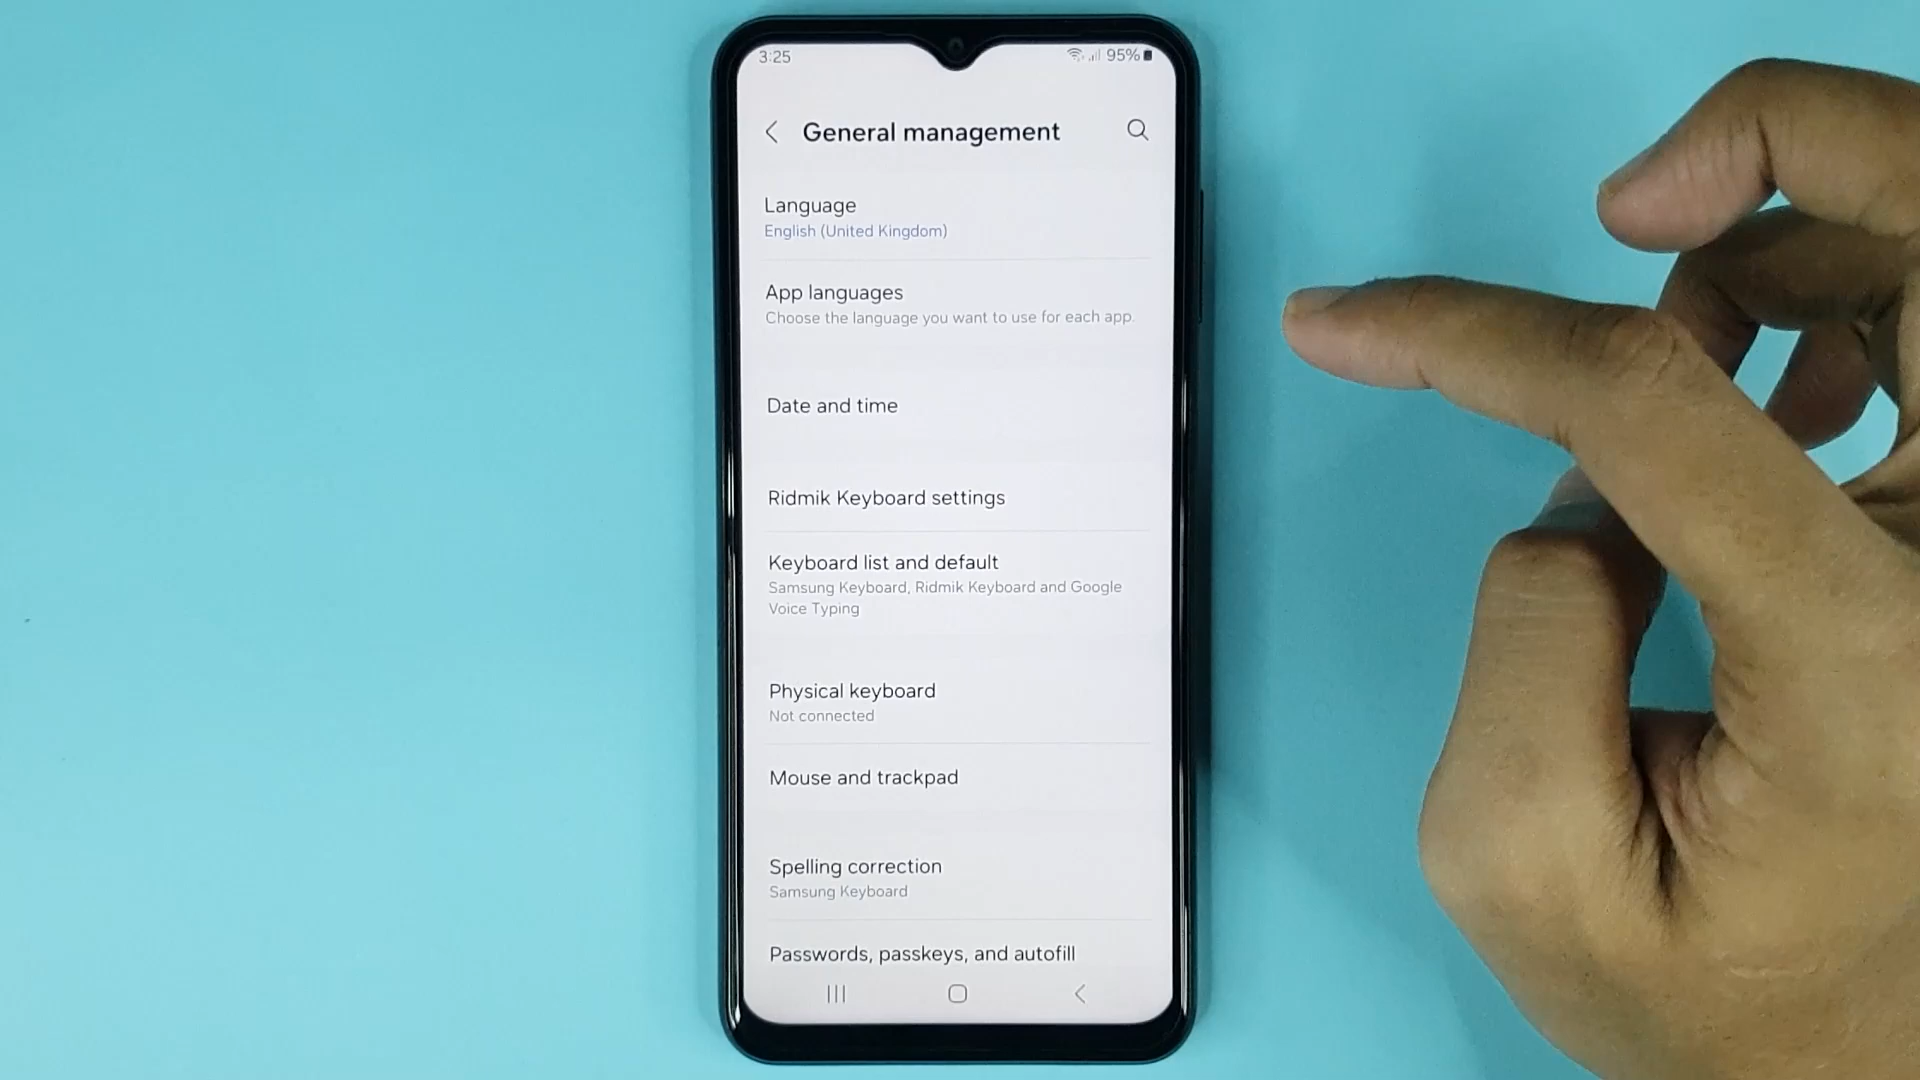 3:25
95%
General management
Language
English (United Kingdom)
App languages
Choose the language you want to use for each app.
Date and time
Ridmik Keyboard settings
Keyboard list and default
Samsung Keyboard, Ridmik Keyboard and Google
Voice Typing
Physical keyboard
Not connected
Mouse and trackpad
Spelling correction
Samsung Keyboard
Passwords, passkeys, and autofill